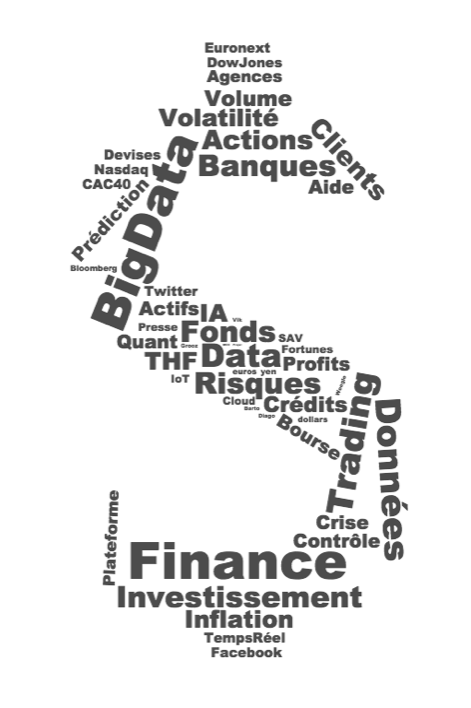 Euronext
DowJones
Agences
Volume
Volatilité
Actions
Clients
Banques
Aide
Devises
Nasdaq
CAC40
Prédiction
BigData
Bloomberg
Twitter
Actifs
IA
Presse
Fonds
SAV
Quant
Data
Fortunes
THF
Profits
euros yen
IoT
Risques
Cloud
Crédits
dollars
Bourse
Trading
Données
Crise
Contrôle
Plateforme
Finance
Investissement
Inflation
TempsRéel
Facebook